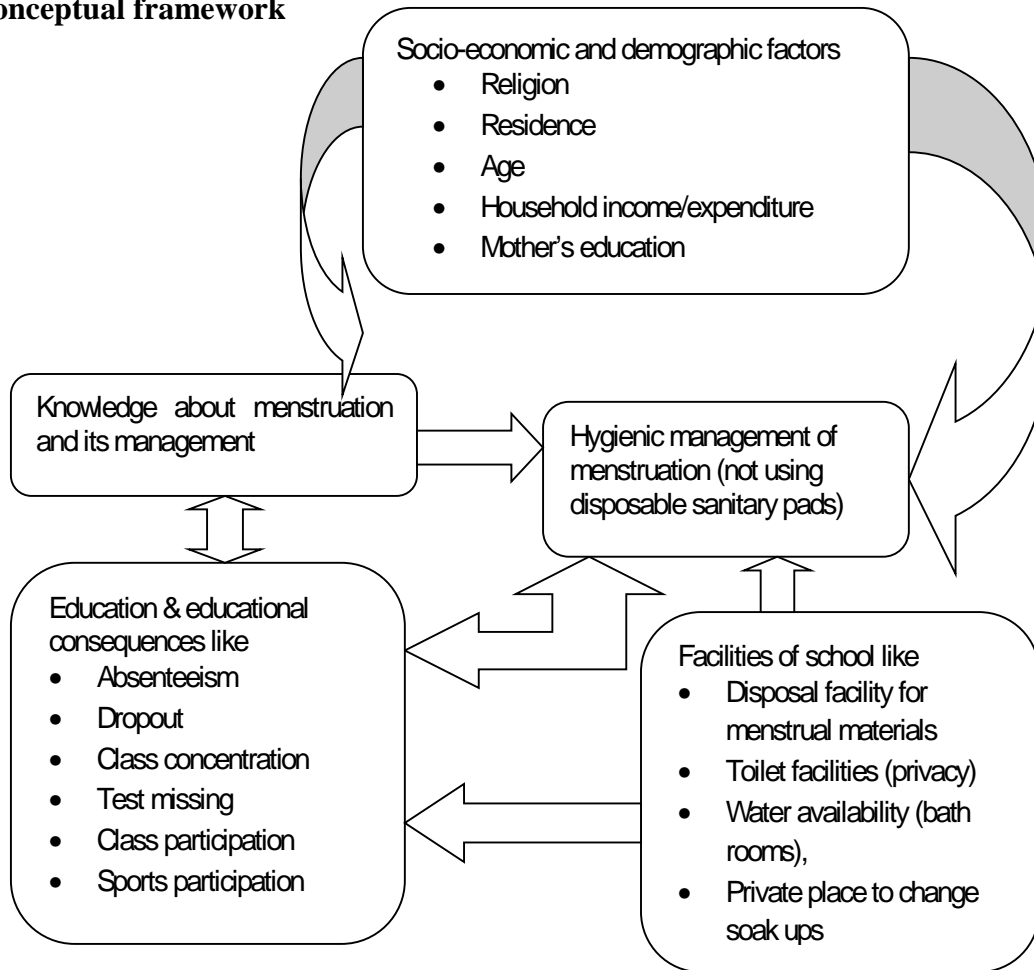 onceptual framework
Socio-economic and demographic factors
• Religion
• Residence
• Age
• Household income/expenditure
• Mother's education
Knowledge about menstruation
and its management
Hygienic management of
menstruation (not using
disposable sanitary pads)
Education & educational
consequences like
• Absenteeism
• Dropout
• Class concentration
• Test missing
• Class participation
• Sports participation
Facilities of school like
• Disposal facility for
menstrual materials
• Toilet facilities (privacy)
• Water availability (bath
rooms),
• Private place to change
soak ups